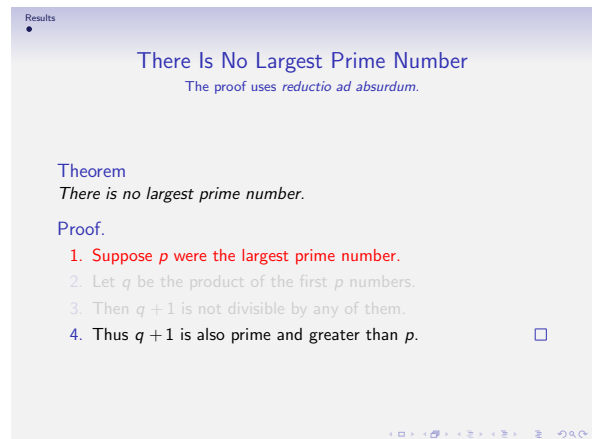 Results
There Is No Largest Prime Number
The proof uses reductio ad absurdum.
Theorem
There is no largest prime number.
Proof.
1. Suppose p were the largest prime number.
2. Let q be the product of the first p numbers.
3. Then q + 1 is not divisible by any of them.
4. Thus q + 1 is also prime and greater than p.